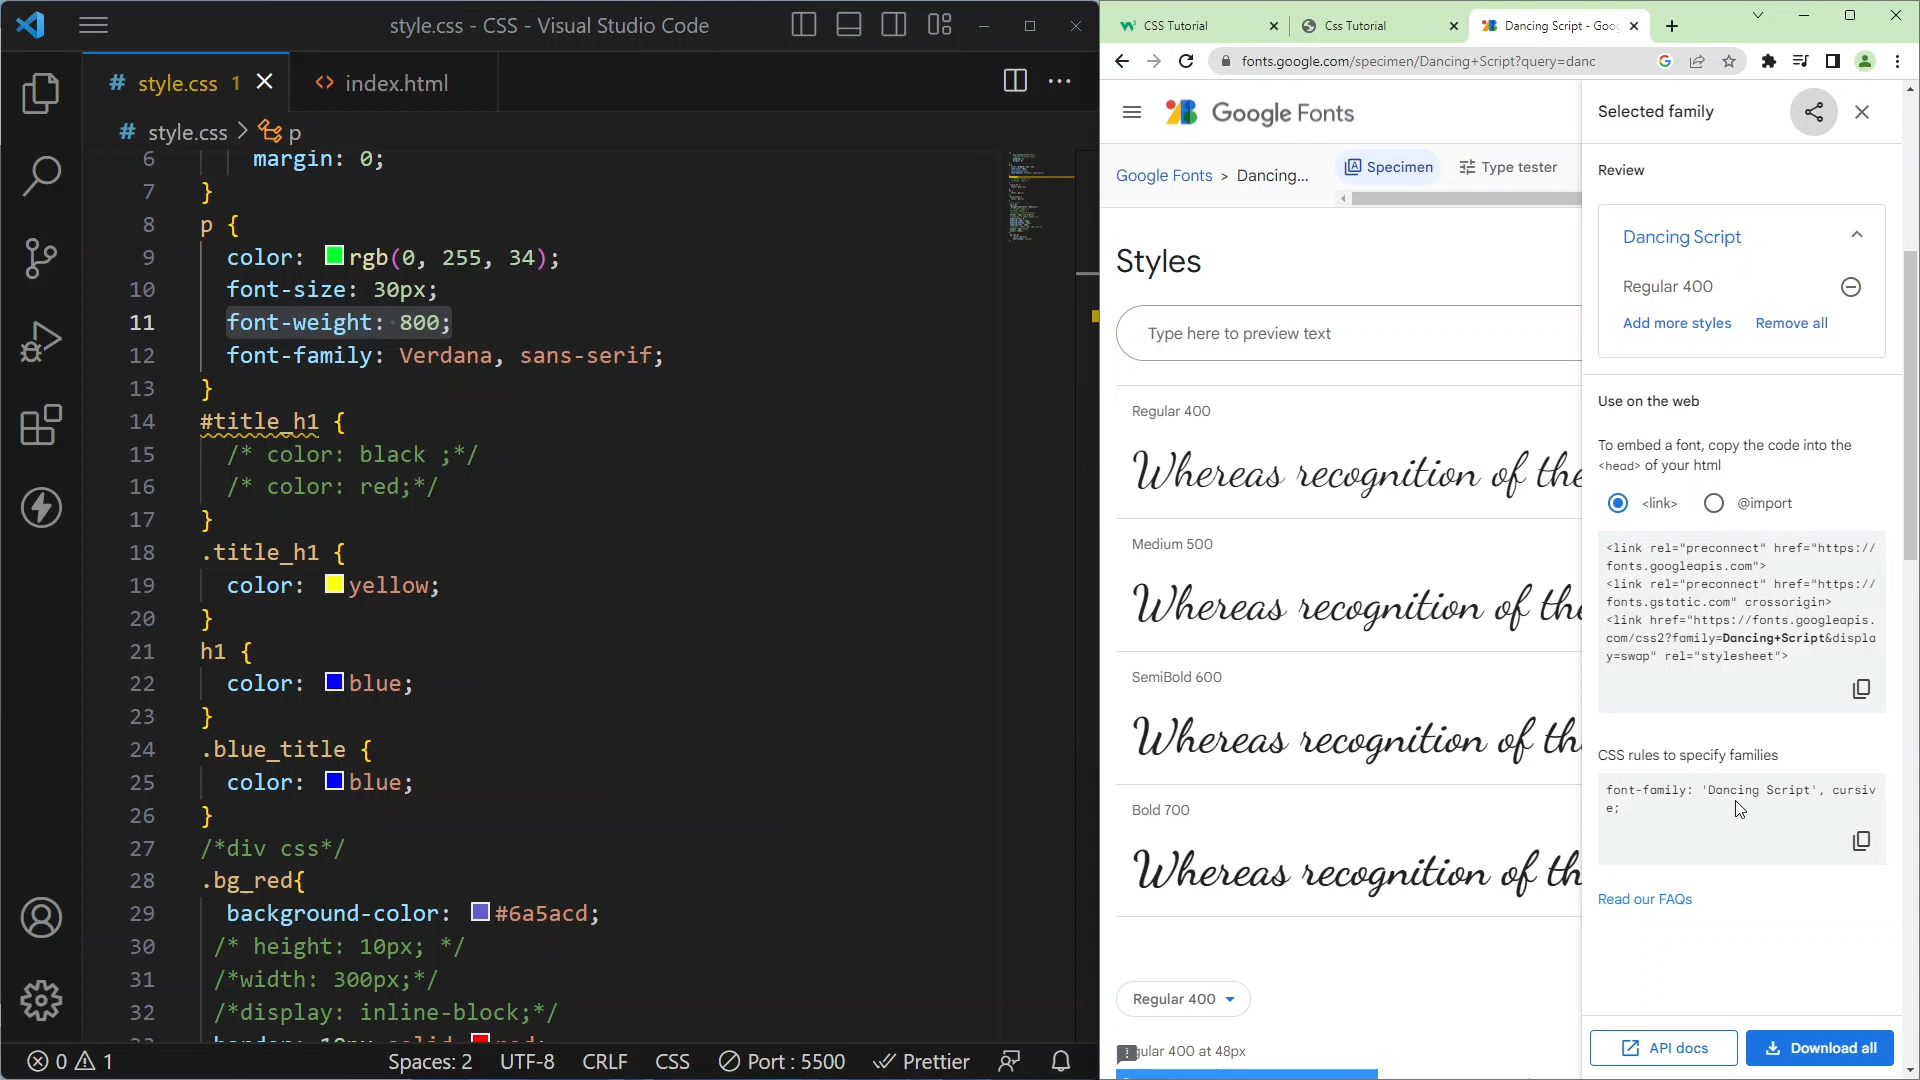 style.css - CSS - Visual Studio Code
# style.css 1
<> index.html
# style.css > p
6 margin: 0;
7 }
8 p {
9 color: rgb(0, 255, 34);
10 font-size: 30px;
11 font-weight: 800;
12 font-family: Verdana, sans-serif;
13 }
14 #title_h1 {
15 /* color: black ;*/
16 /* color: red;*/
17 }
18 .title_h1 {
19 color: yellow;
20 }
21 h1 {
22 color: blue;
23 }
24 .blue_title {
25 color: blue;
26 }
27 /*div css*/
28 .bg_red{
29 background-color: #6a5acd;
30 /* height: 10px; */
31 /*width: 300px;*/
32 /*display: inline-block;*/
0 1 Spaces: 2 UTF-8 CRLF CSS Port : 5500 Prettier
CSS Tutorial
Css Tutorial
Dancing Script - Goog
fonts.google.com/specimen/Dancing+Script?query=danc
Google Fonts
Google Fonts > Dancing...
Specimen
Type tester
Styles
Type here to preview text
Regular 400
Whereas recognition of the
Medium 500
Whereas recognition of the
SemiBold 600
Whereas recognition of th
Bold 700
Whereas recognition of th
Regular 400
gular 400 at 48px
Selected family
Review
Dancing Script
Regular 400
Add more styles Remove all
Use on the web
To embed a font, copy the code into the
<head> of your html
<link> @import
<link rel="preconnect" href="https://
fonts.googleapis.com">
<link rel="preconnect" href="https://
fonts.gstatic.com" crossorigin>
<link href="https://fonts.googleapis.
com/css2?family=Dancing+Script&displa
y=swap" rel="stylesheet">
CSS rules to specify families
font-family: 'Dancing Script', cursiv
e;
Read our FAQs
API docs
Download all